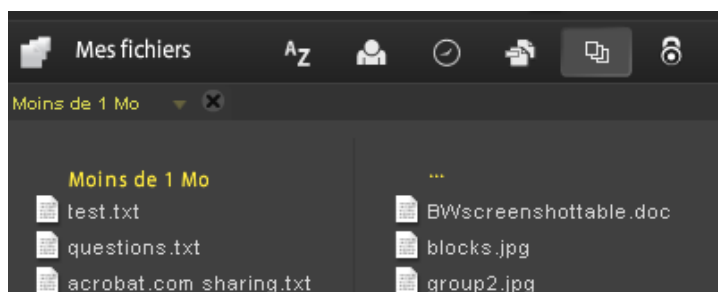 Mes fichiers AZ
Moins de 1 Mo
Moins de 1 Mo
test.txt
questions.txt
acrobat.com sharing.txt
...
BWscreenshottable.doc
blocks.jpg
group2.jpg